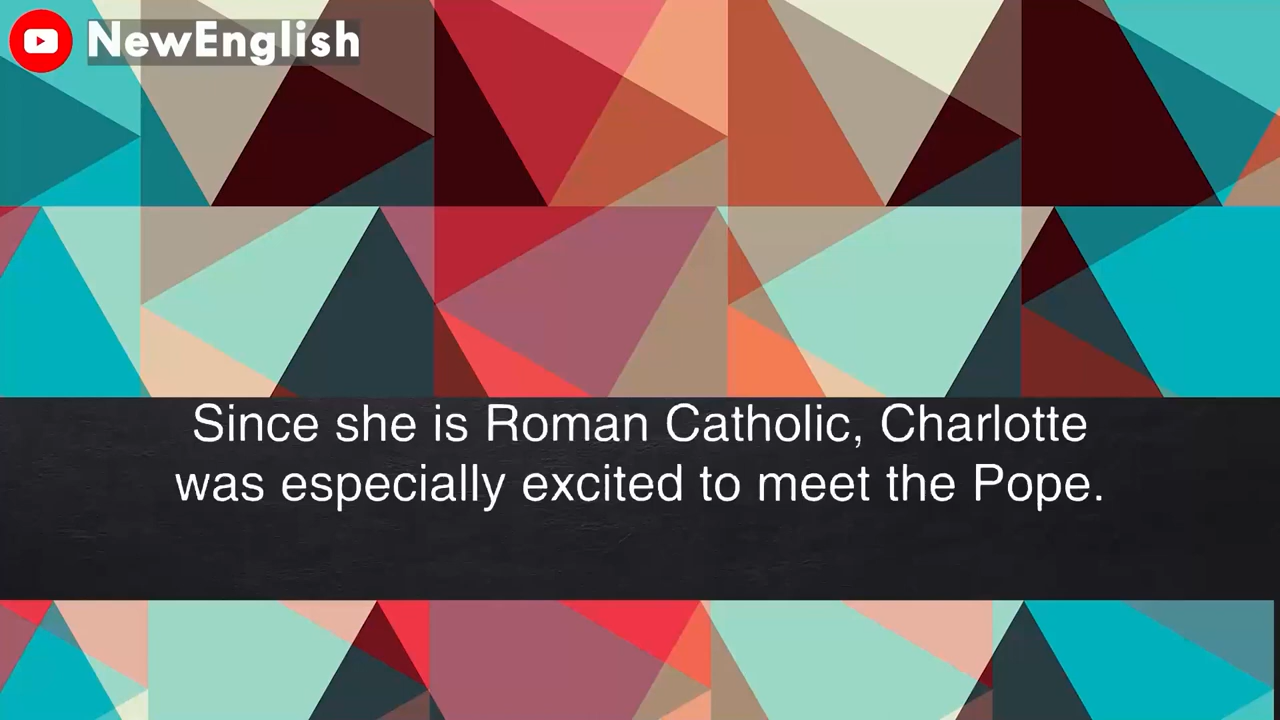 NewEnglish
Since she is Roman Catholic, Charlotte
was especially excited to meet the Pope.